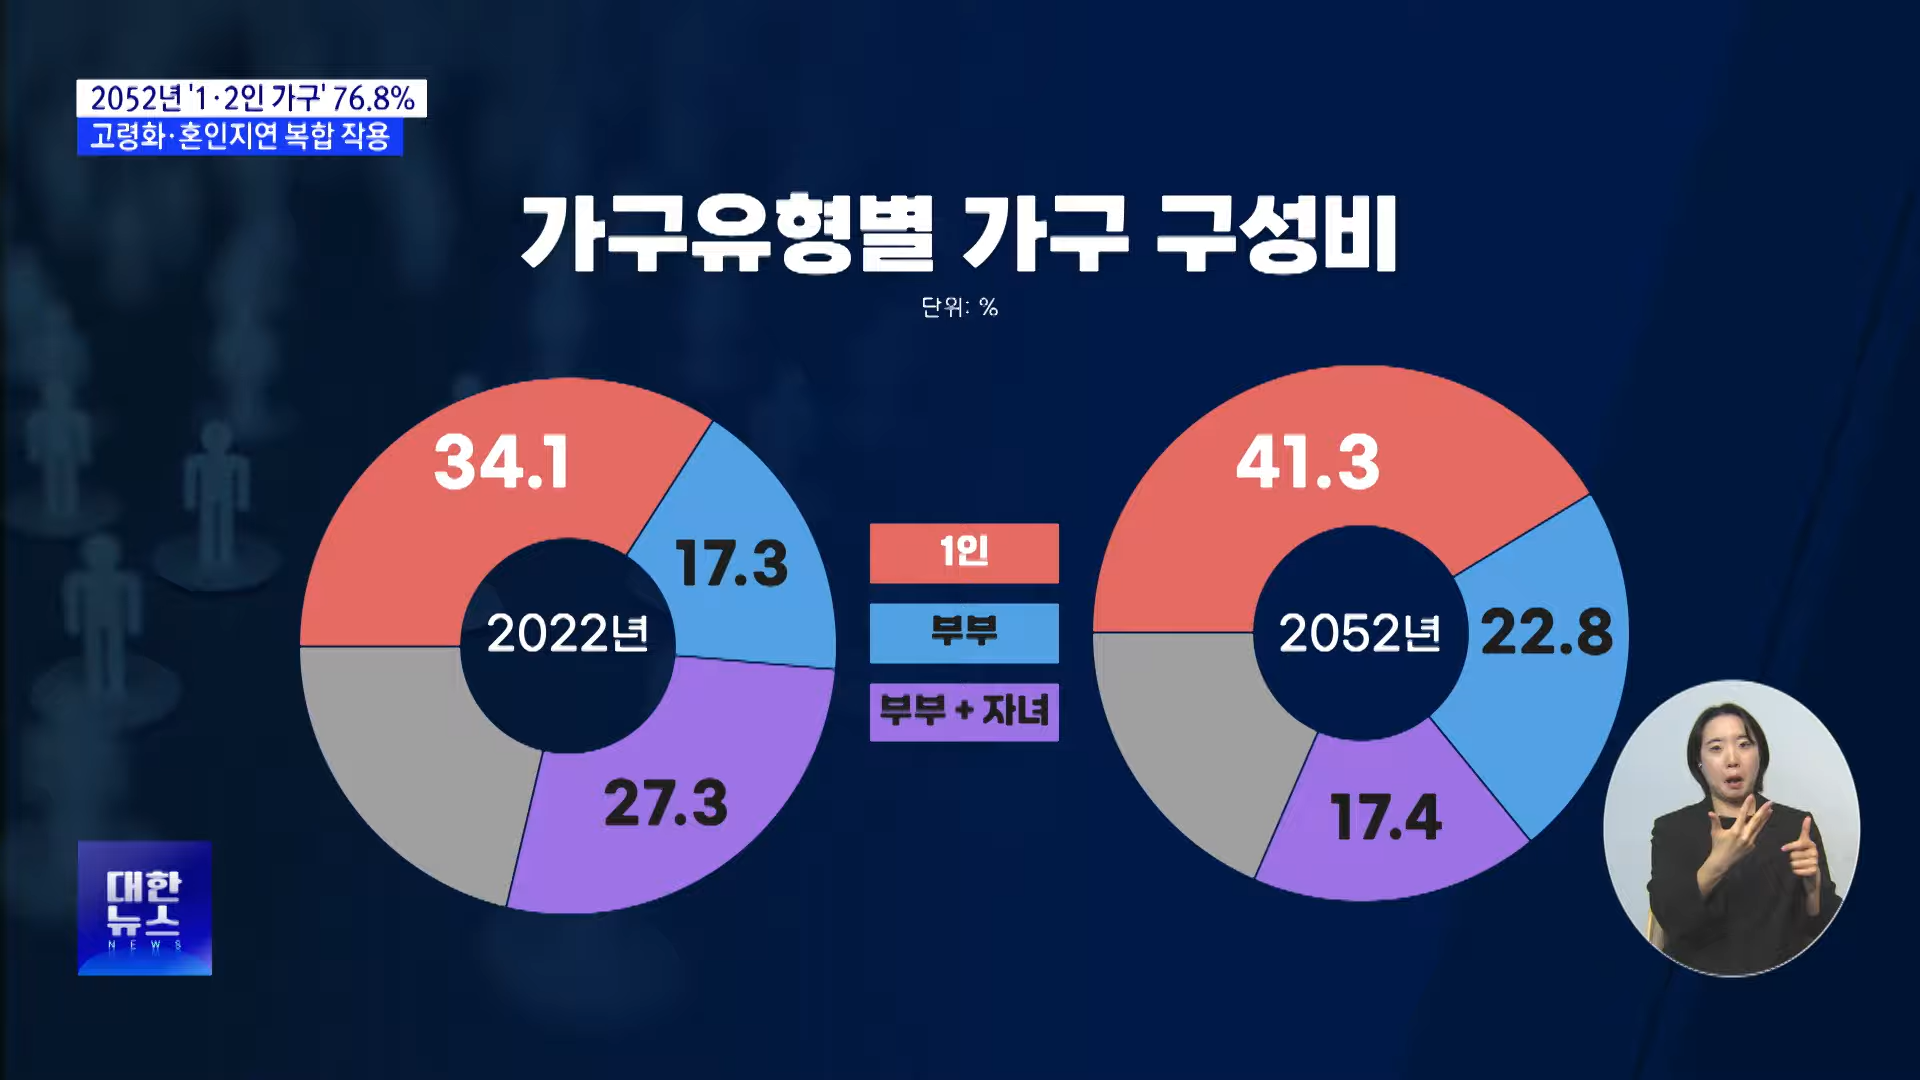 2052년 '1·2인 가구' 76.8%
고령화·혼인지연 복합 작용
가구유형별 가구 구성비
단위: %
34.1
17.3
27.3
2022년
1인
부부
부부 + 자녀
41.3
22.8
17.4
2052년
대한
뉴스
NEWS